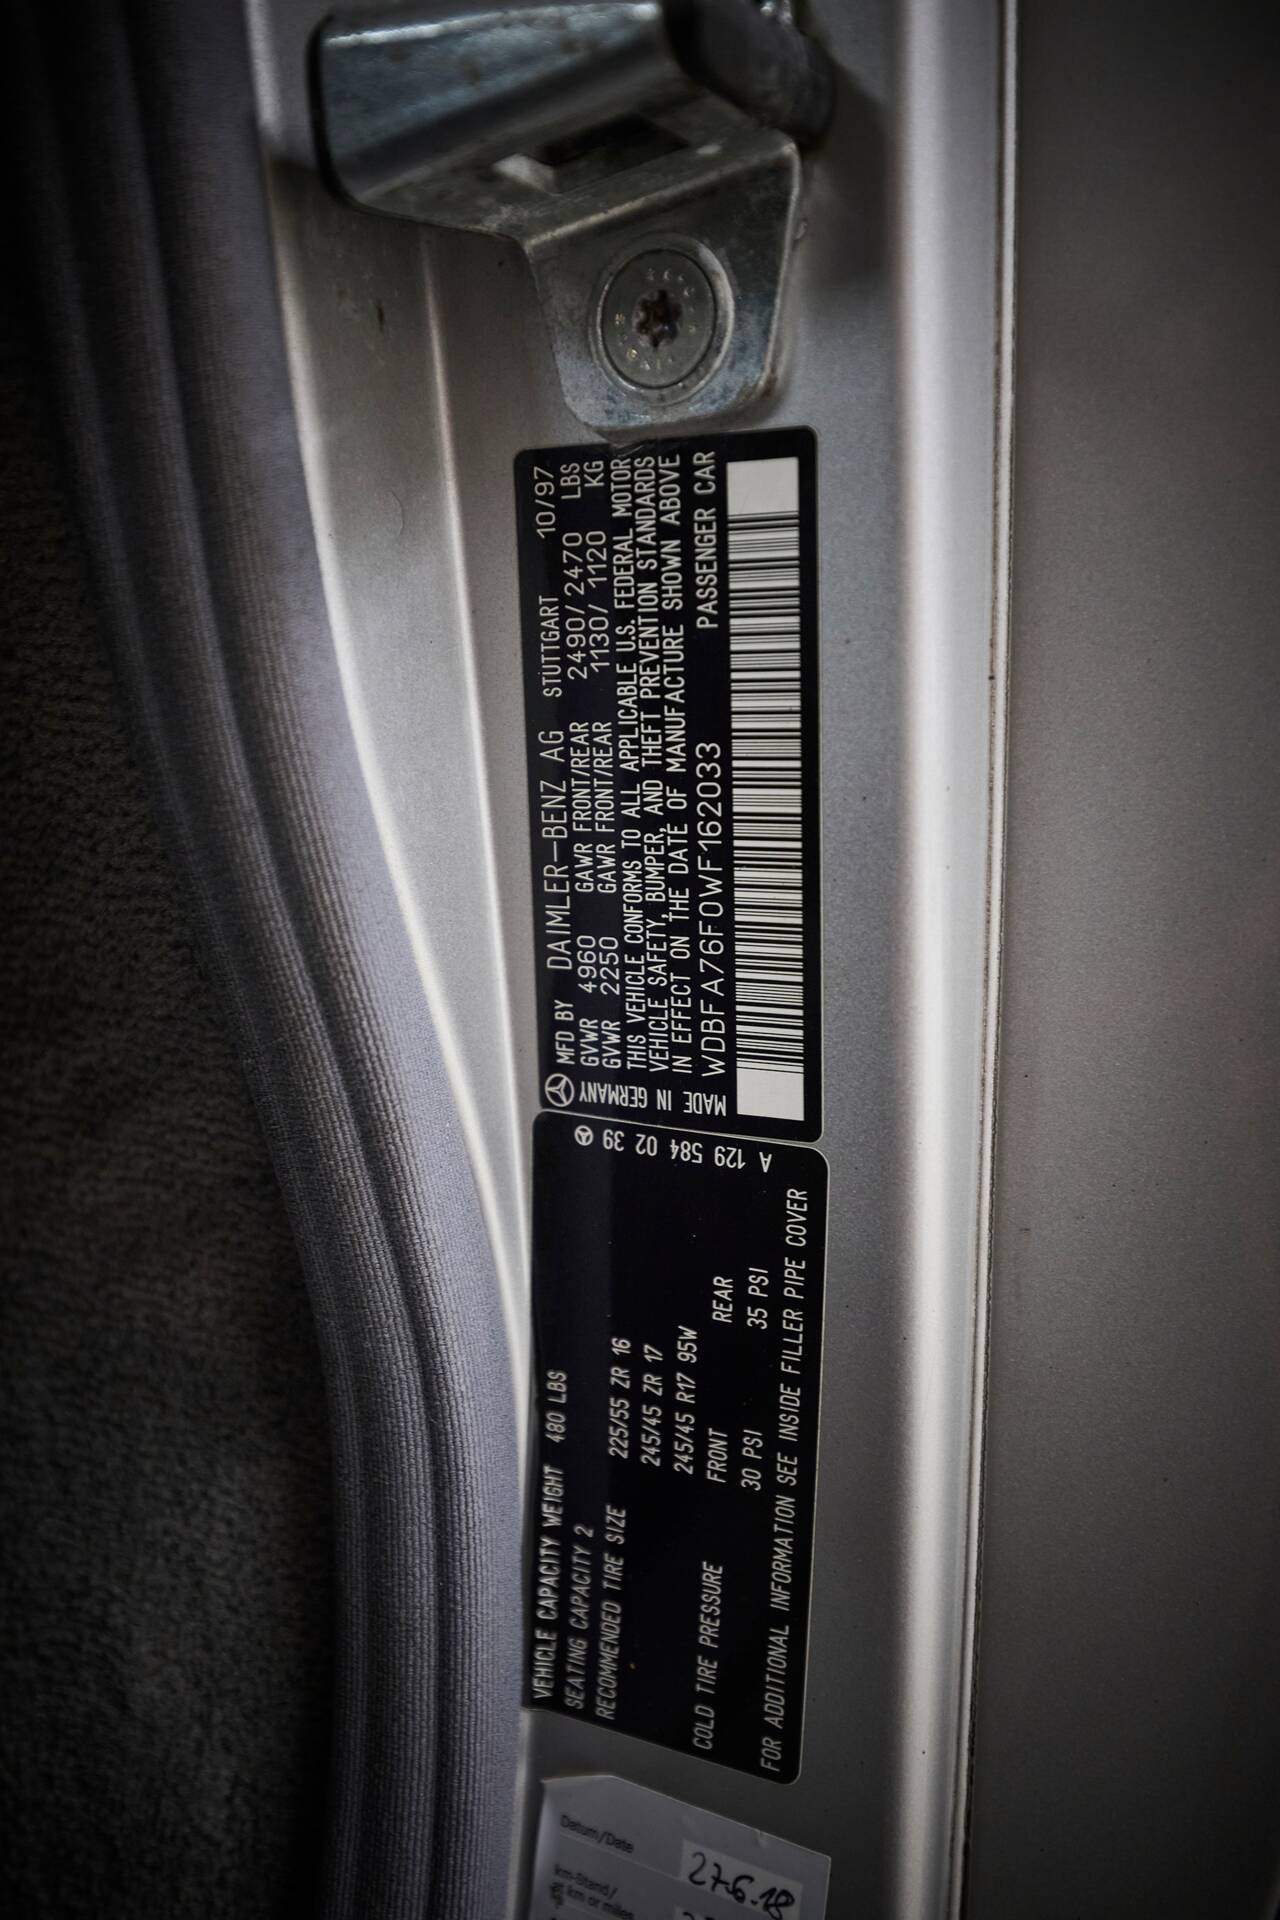 MFD BY DAIMLER-BENZ AG STUTTGART 10/97
GVWR 4960 GAWR FRONT/REAR 2490/2470 LBS
GVWR 2250 GAWR FRONT/REAR 1130/1120 KG
THIS VEHICLE CONFORMS TO ALL APPLICABLE U.S. FEDERAL MOTOR
VEHICLE SAFETY, BUMPER, AND THEFT PREVENTION STANDARDS
IN EFFECT ON THE DATE OF MANUFACTURE SHOWN ABOVE
WDBFA76F0WF162033 PASSENGER CAR
MADE IN GERMANY
A 129 584 02 39
VEHICLE CAPACITY WEIGHT 480 LBS
SEATING CAPACITY 2
RECOMMENDED TIRE SIZE 225/55 ZR 16
245/45 ZR 17
245/45 R17 95W
FRONT REAR
COLD TIRE PRESSURE 30 PSI 35 PSI
FOR ADDITIONAL INFORMATION SEE INSIDE FILLER PIPE COVER
Datum/Date 27.6.18
km-Stand/
km or miles